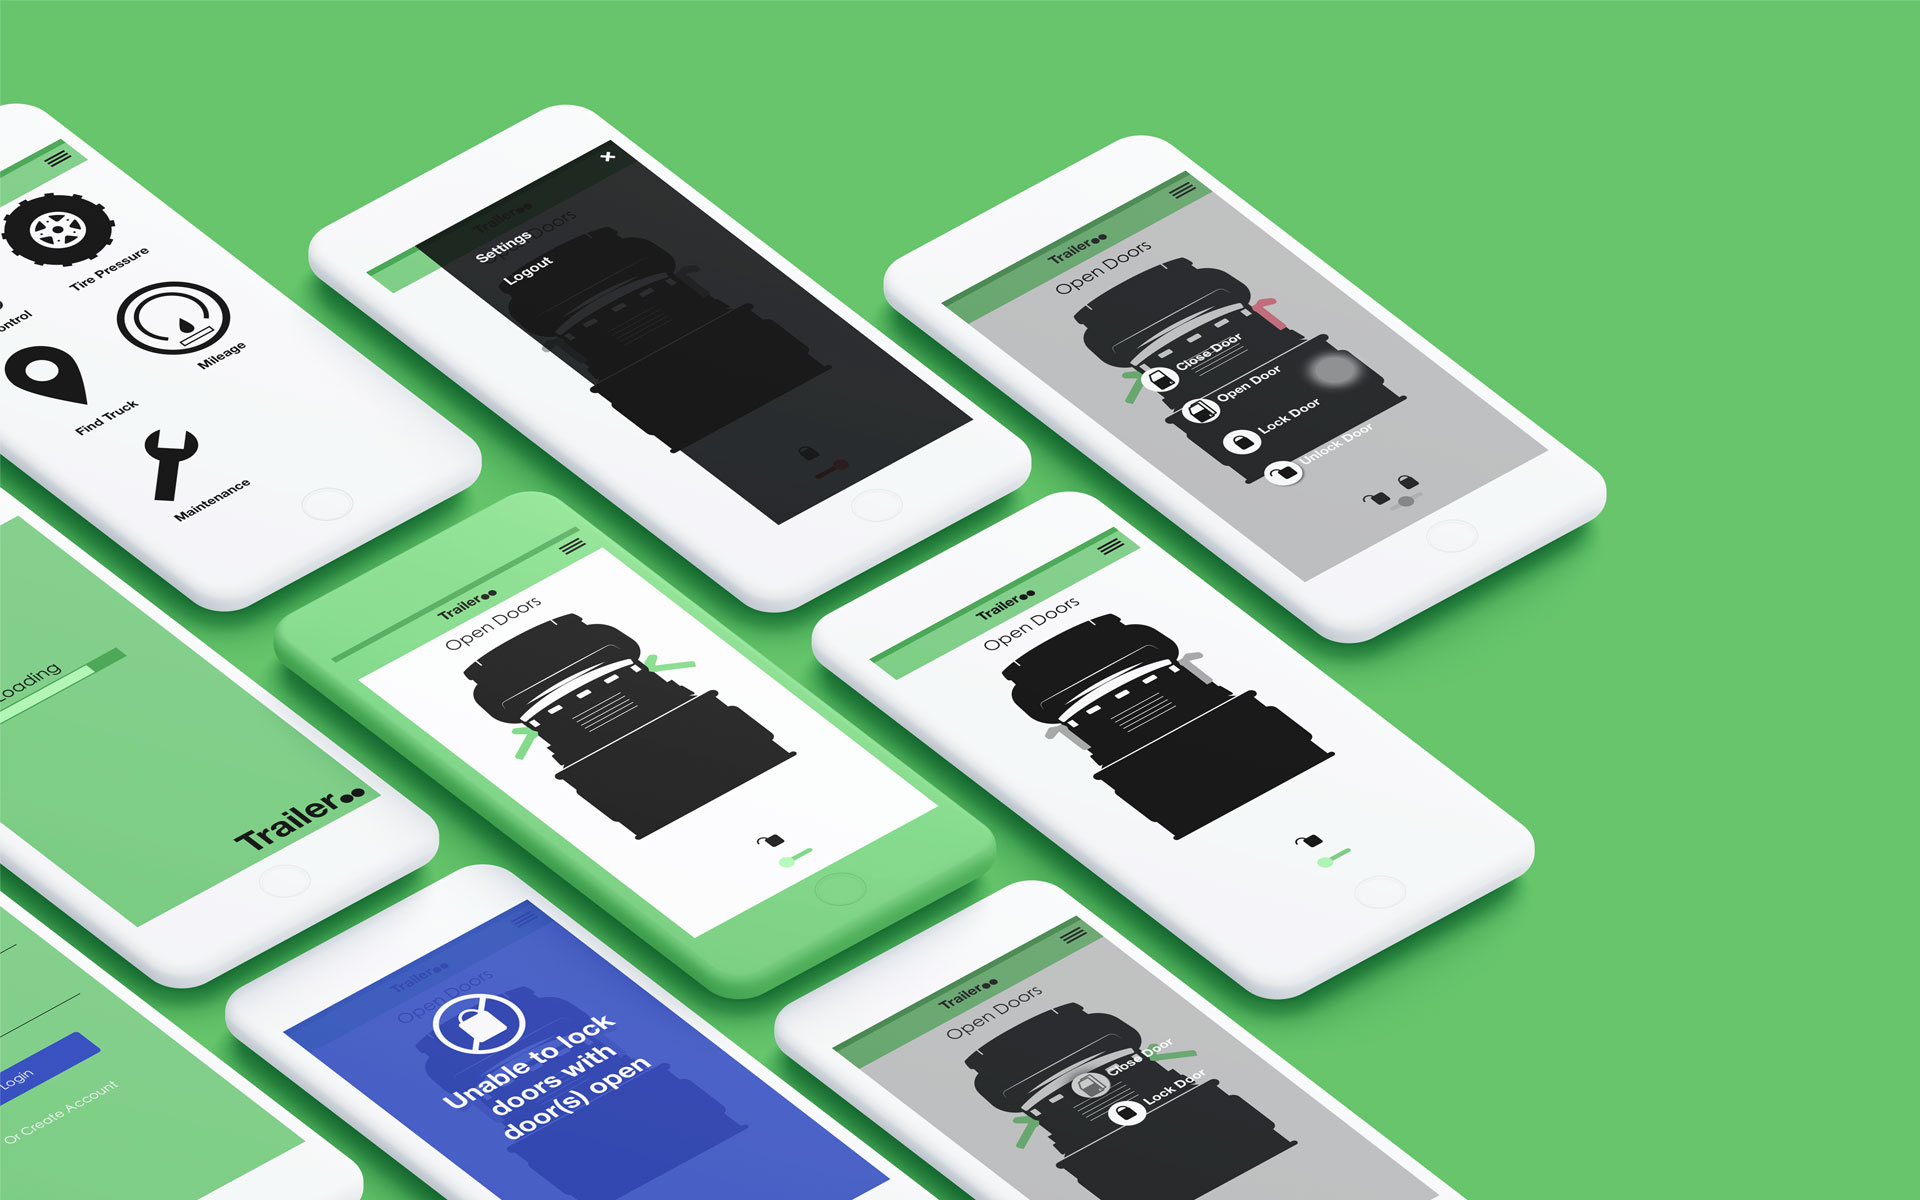 Tire Pressure
ontrol
Mileage
Find Truck
Maintenance
Trailer
Open Doors
Settings
Logout
Trailer
Open Doors
Close Door
Open Door
Lock Door
Unlock Door
Loading
Trailer
Trailer
Open Doors
Trailer
Open Doors
Login
Or Create Account
Trailer
Open Doors
Unable to lock
doors with
door(s) open
Trailer
Open Doors
Close Door
Lock Door